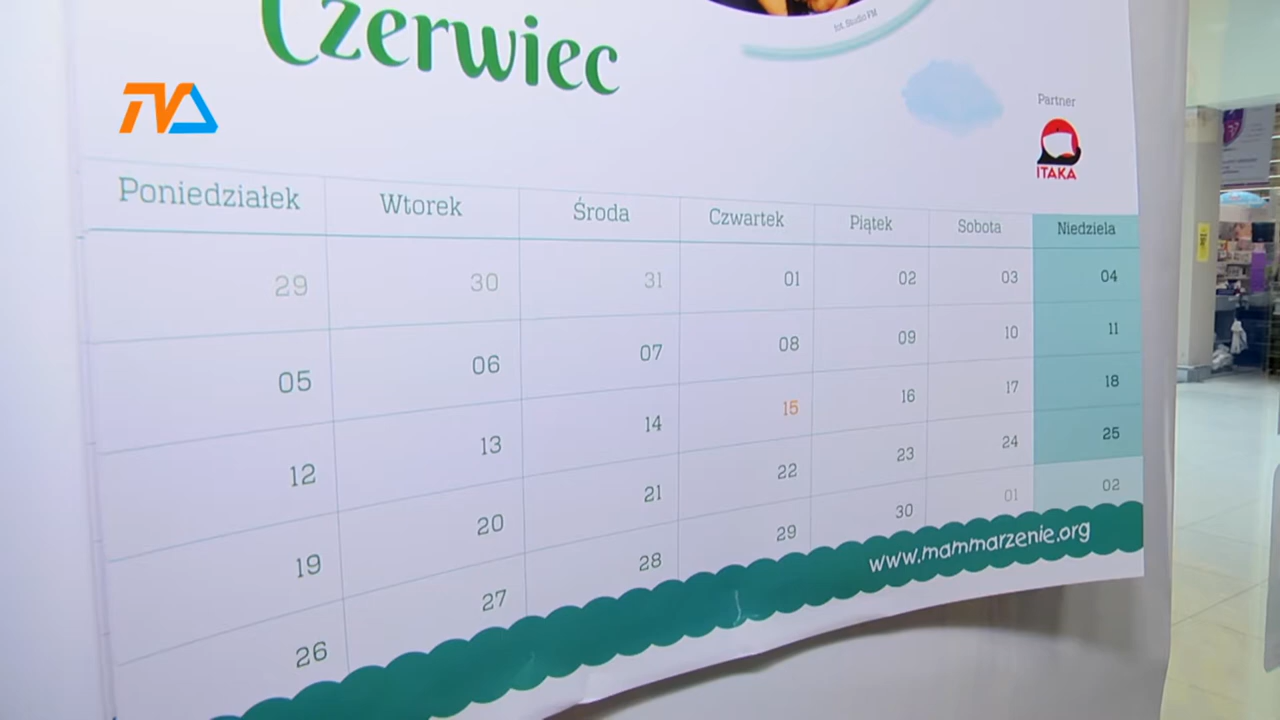 Czerwiec
fot. Studio FM
TVA
Partner
ITAKA
Poniedziałek Wtorek Środa Czwartek Piątek Sobota Niedziela
29 30 31 01 02 03 04
05 06 07 08 09 10 11
12 13 14 15 16 17 18
19 20 21 22 23 24 25
26 27 28 29 30 01 02
www.mammarzenie.org